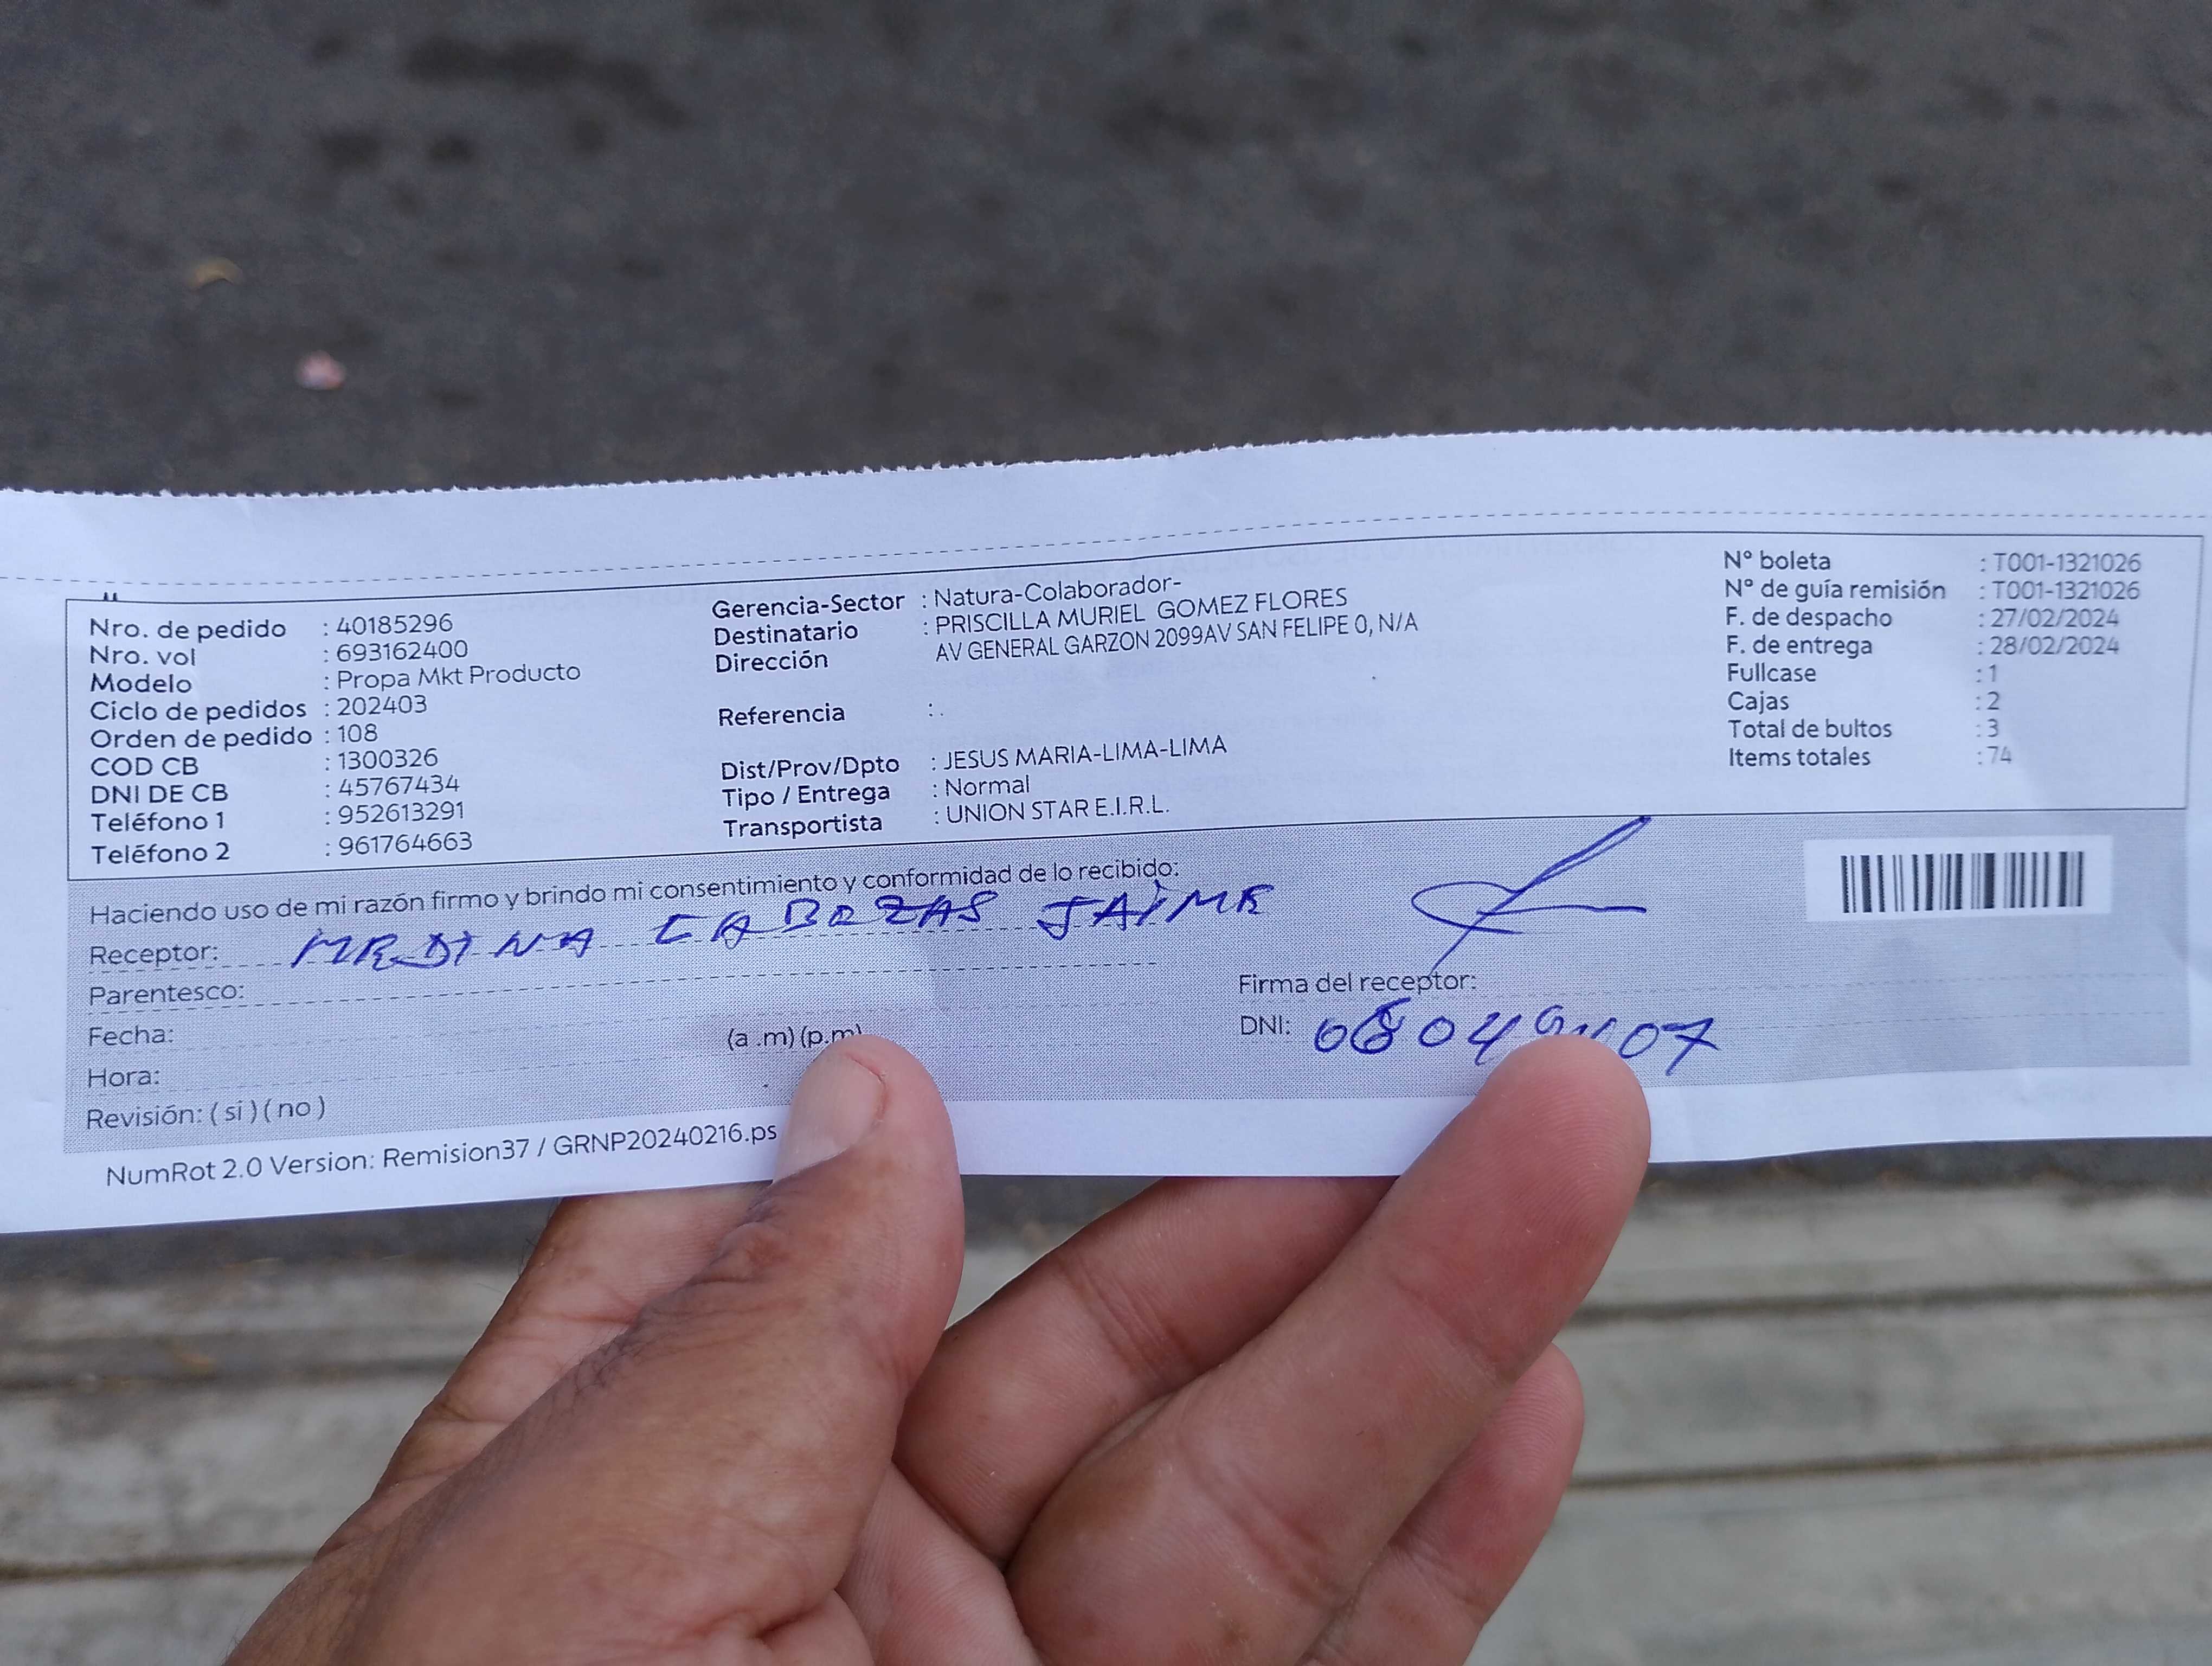 Nro. de pedido : 40185296
Nro. vol : 693162400
Modelo : Propa Mkt Producto
Ciclo de pedidos : 202403
Orden de pedido : 108
COD CB : 1300326
DNI DE CB : 45767434
Teléfono 1 : 952613291
Teléfono 2 : 961764663
Gerencia-Sector : Natura-Colaborador-
Destinatario : PRISCILLA MURIEL GOMEZ FLORES
Dirección AV GENERAL GARZON 2099AV SAN FELIPE 0, N/A
Referencia : .
Dist/Prov/Dpto : JESUS MARIA-LIMA-LIMA
Tipo / Entrega : Normal
Transportista : UNION STAR E.I.R.L.
N° boleta : T001-1321026
N° de guía remisión : T001-1321026
F. de despacho : 27/02/2024
F. de entrega : 28/02/2024
Fullcase : 1
Cajas : 2
Total de bultos : 3
Items totales : 74
Haciendo uso de mi razón firmo y brindo mi consentimiento y conformidad de lo recibido:
Receptor: MEDINA JAIME
Parentesco:
Fecha:
Hora: (a .m) (p.m)
Revisión: ( sí ) ( no )
Firma del receptor:
DNI:
NumRot 2.0 Version: Remision37 / GRNP20240216.ps